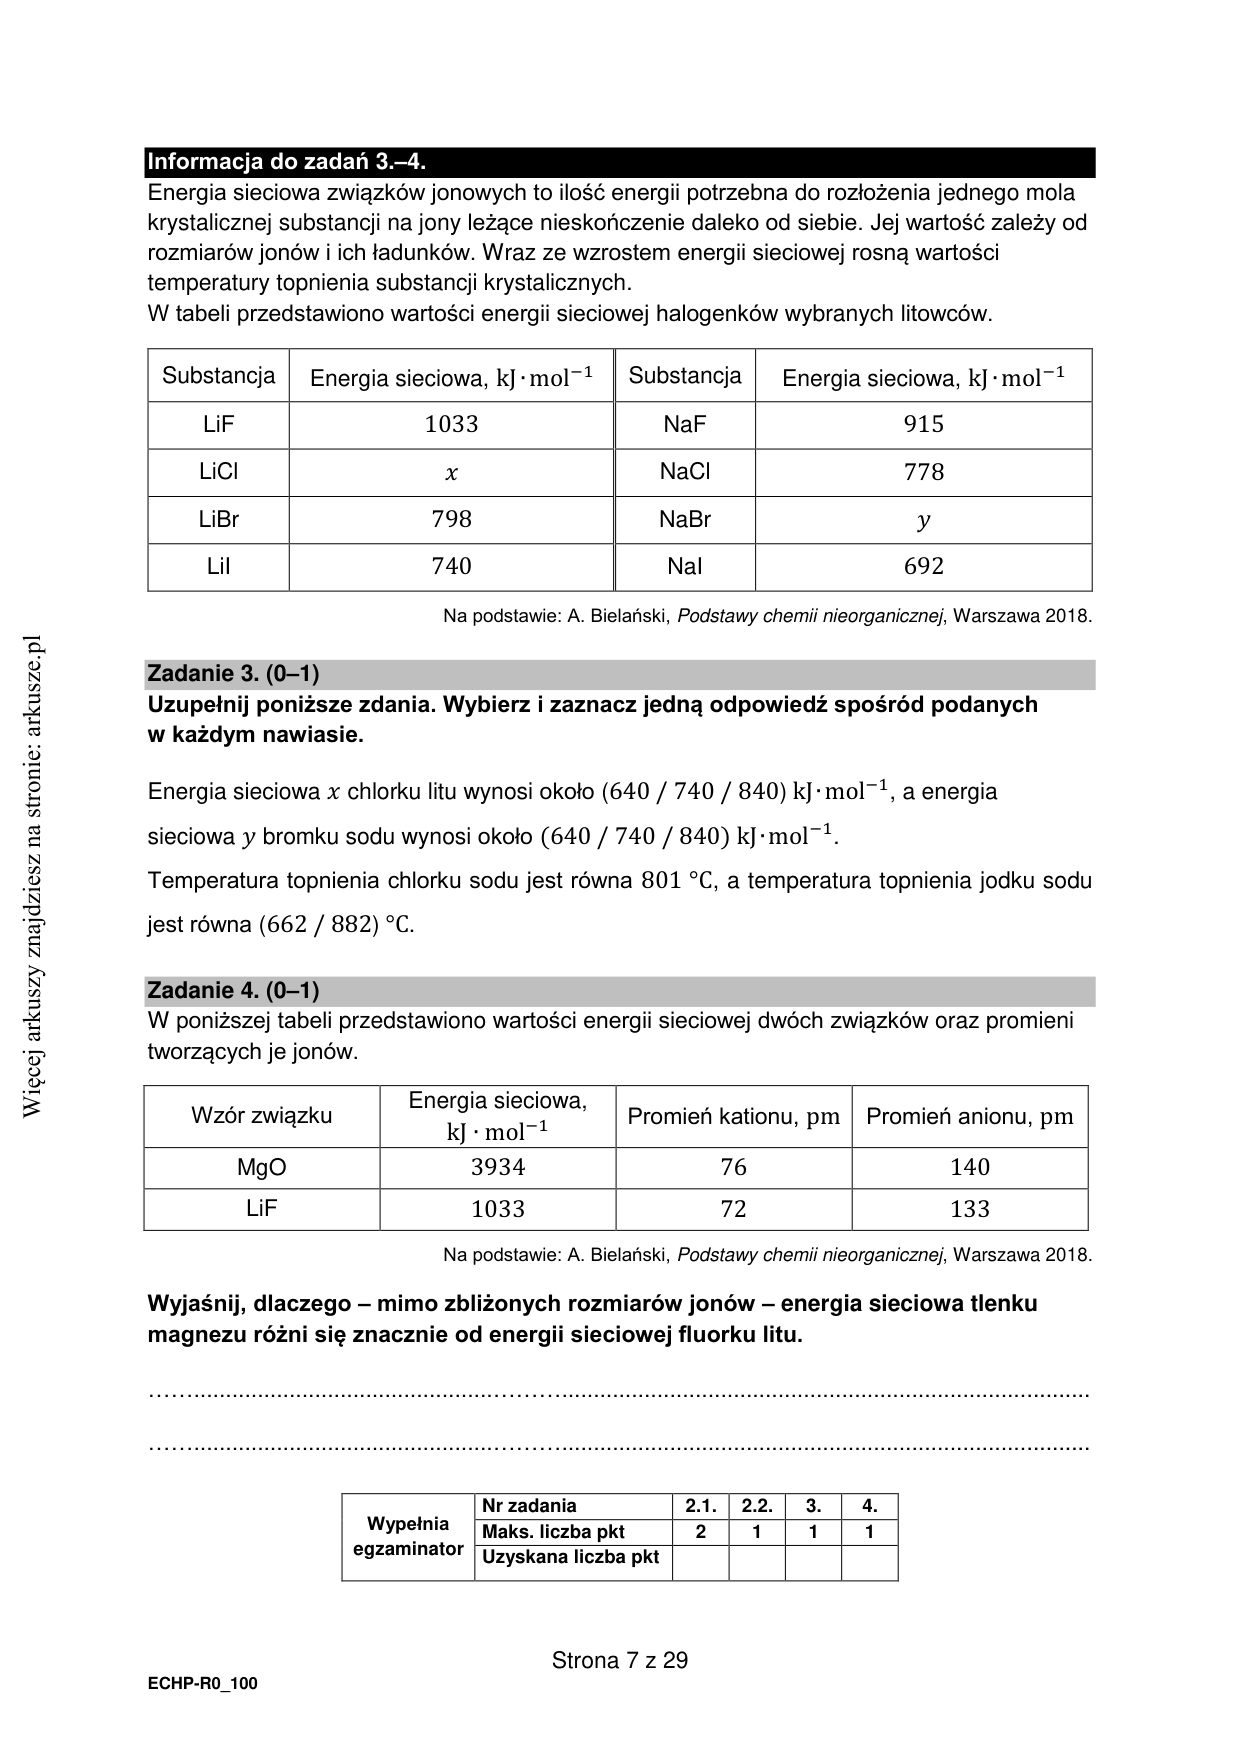 Informacja do zadań 3.–4.
Energia sieciowa związków jonowych to ilość energii potrzebna do rozłożenia jednego mola
krystalicznej substancji na jony leżące nieskończenie daleko od siebie. Jej wartość zależy od
rozmiarów jonów i ich ładunków. Wraz ze wzrostem energii sieciowej rosną wartości
temperatury topnienia substancji krystalicznych.
W tabeli przedstawiono wartości energii sieciowej halogenków wybranych litowców.
Substancja Energia sieciowa, kJ·mol⁻¹ Substancja Energia sieciowa, kJ·mol⁻¹
LiF 1033 NaF 915
LiCl x NaCl 778
LiBr 798 NaBr y
LiI 740 NaI 692
Na podstawie: A. Bielański, Podstawy chemii nieorganicznej, Warszawa 2018.
Zadanie 3. (0–1)
Uzupełnij poniższe zdania. Wybierz i zaznacz jedną odpowiedź spośród podanych
w każdym nawiasie.
Energia sieciowa x chlorku litu wynosi około (640 / 740 / 840) kJ·mol⁻¹, a energia
sieciowa y bromku sodu wynosi około (640 / 740 / 840) kJ·mol⁻¹.
Temperatura topnienia chlorku sodu jest równa 801 °C, a temperatura topnienia jodku sodu
jest równa (662 / 882) °C.
Zadanie 4. (0–1)
W poniższej tabeli przedstawiono wartości energii sieciowej dwóch związków oraz promieni
tworzących je jonów.
Wzór związku Energia sieciowa, kJ · mol⁻¹ Promień kationu, pm Promień anionu, pm
MgO 3934 76 140
LiF 1033 72 133
Na podstawie: A. Bielański, Podstawy chemii nieorganicznej, Warszawa 2018.
Wyjaśnij, dlaczego – mimo zbliżonych rozmiarów jonów – energia sieciowa tlenku
magnezu różni się znacznie od energii sieciowej fluorku litu.
……...............................................………...................................................................................
……...............................................………...................................................................................
Wypełnia egzaminator
Nr zadania 2.1. 2.2. 3. 4.
Maks. liczba pkt 2 1 1 1
Uzyskana liczba pkt
Strona 7 z 29
ECHP-R0_100
Więcej arkuszy znajdziesz na stronie: arkusze.pl